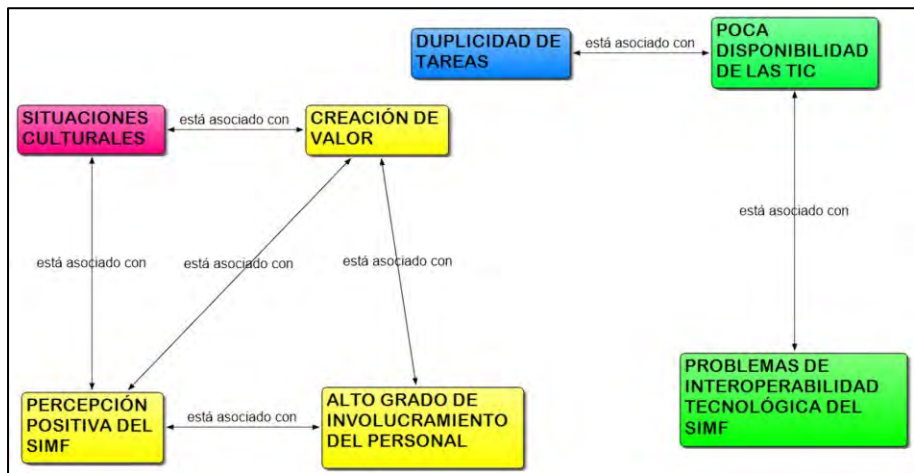 DUPLICIDAD DE
TAREAS
está asociado con
POCA
DISPONIBILIDAD
DE LAS TIC
SITUACIONES
CULTURALES
está asociado con
CREACIÓN DE
VALOR
está asociado con
está asociado con
está asociado con
está asociado con
PERCEPCIÓN
POSITIVA DEL
SIMF
está asociado con
ALTO GRADO DE
INVOLUCRAMIENTO
DEL PERSONAL
PROBLEMAS DE
INTEROPERABILIDAD
TECNOLÓGICA DEL
SIMF